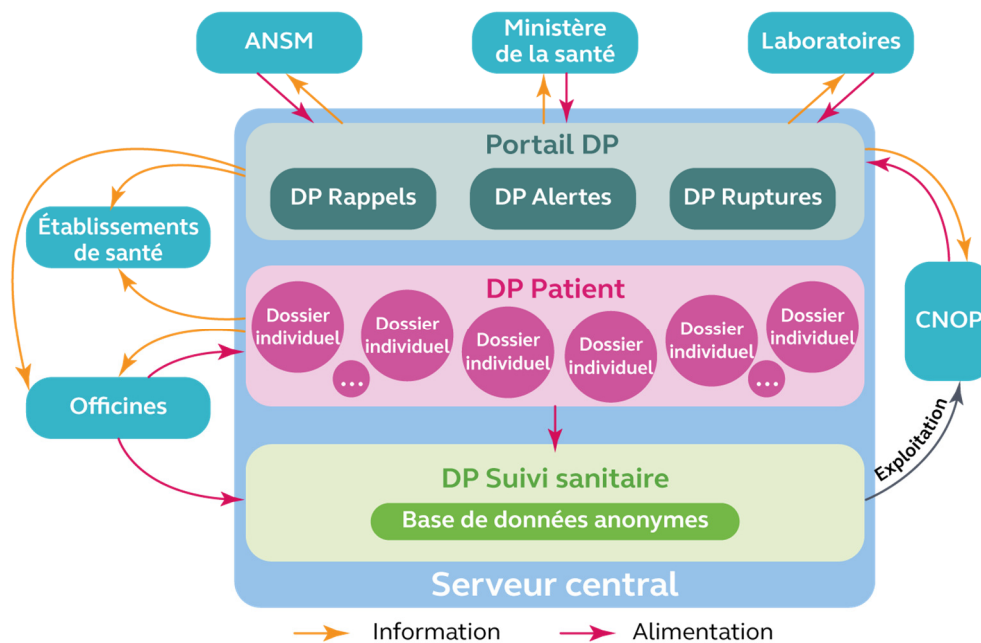 ANSM
Ministère
de la santé
Laboratoires
Portail DP
DP Rappels
DP Alertes
DP Ruptures
Établissements
de santé
DP Patient
Dossier
individuel
Dossier
individuel
Dossier
individuel
Dossier
individuel
Dossier
individuel
Dossier
individuel
...
...
CNOP
Officines
Exploitation
DP Suivi sanitaire
Base de données anonymes
Serveur central
Information
Alimentation